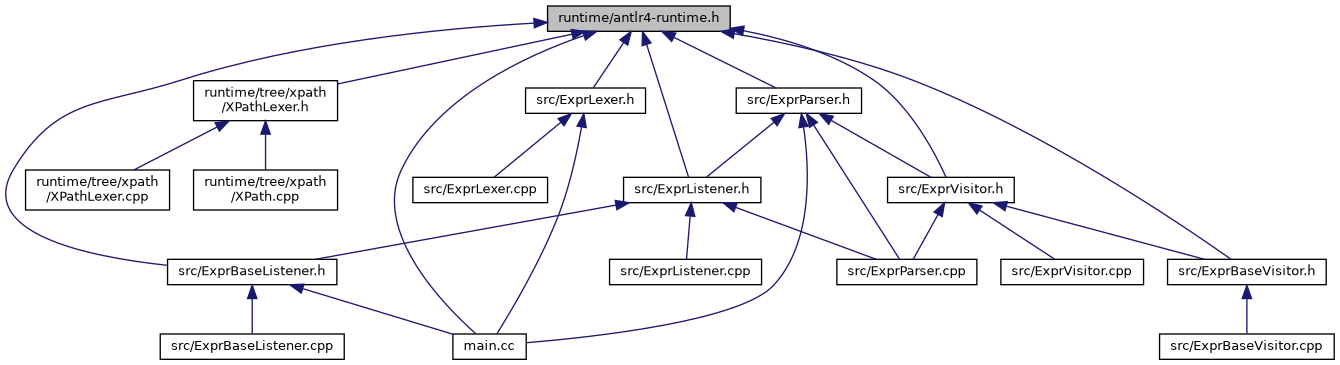 runtime/antlr4-runtime.h
runtime/tree/xpath
/XPathLexer.h
src/ExprLexer.h
src/ExprParser.h
runtime/tree/xpath
/XPathLexer.cpp
runtime/tree/xpath
/XPath.cpp
src/ExprLexer.cpp
src/ExprListener.h
src/ExprVisitor.h
src/ExprBaseListener.h
src/ExprListener.cpp
src/ExprParser.cpp
src/ExprVisitor.cpp
src/ExprBaseVisitor.h
src/ExprBaseListener.cpp
main.cc
src/ExprBaseVisitor.cpp